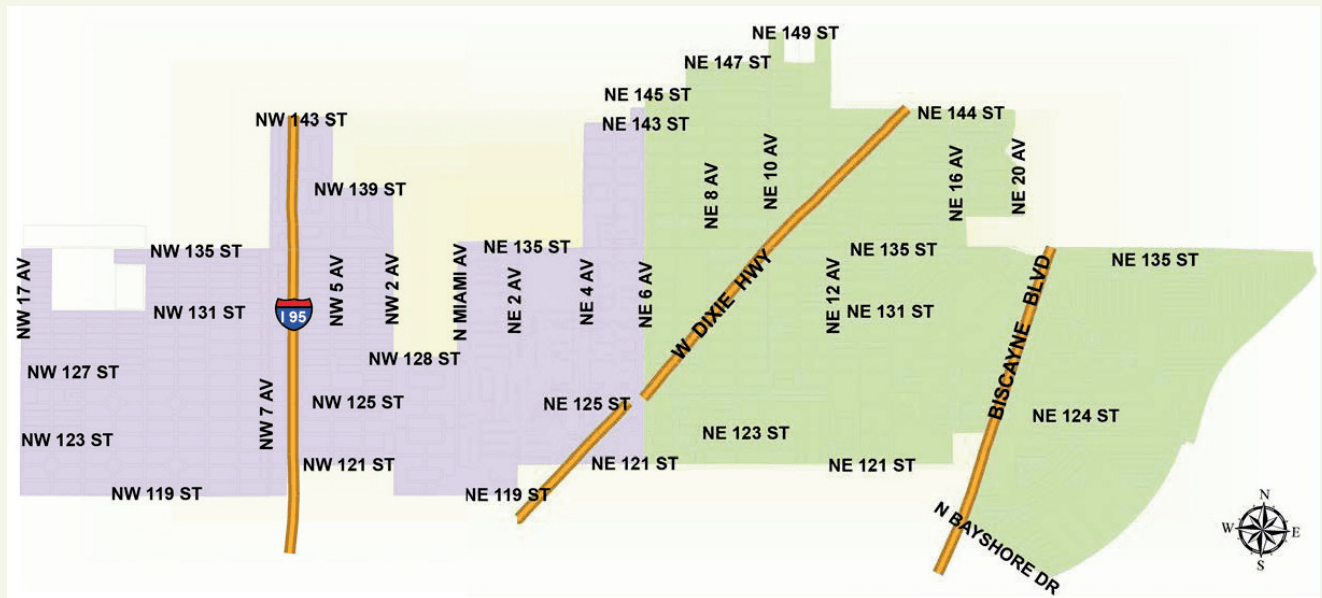 NE 149 ST
NE 147 ST
NE 145 ST
NW 143 ST
NE 143 ST
NE 144 ST
NE 8 AV
NE 10 AV
NE 16 AV
NE 20 AV
NW 139 ST
NW 135 ST
NE 135 ST
NE 135 ST
NE 135 ST
NW 17 AV
NW 5 AV
NW 2 AV
N MIAMI AV
NE 2 AV
NE 4 AV
NE 6 AV
W DIXIE HWY
NE 12 AV
BISCAYNE BLVD
NW 131 ST
I 95
NE 131 ST
NW 128 ST
NW 127 ST
NW 7 AV
NW 125 ST
NE 125 ST
NE 124 ST
NW 123 ST
NE 123 ST
NW 121 ST
NE 121 ST
NE 121 ST
NW 119 ST
NE 119 ST
N BAYSHORE DR
N
W E
S